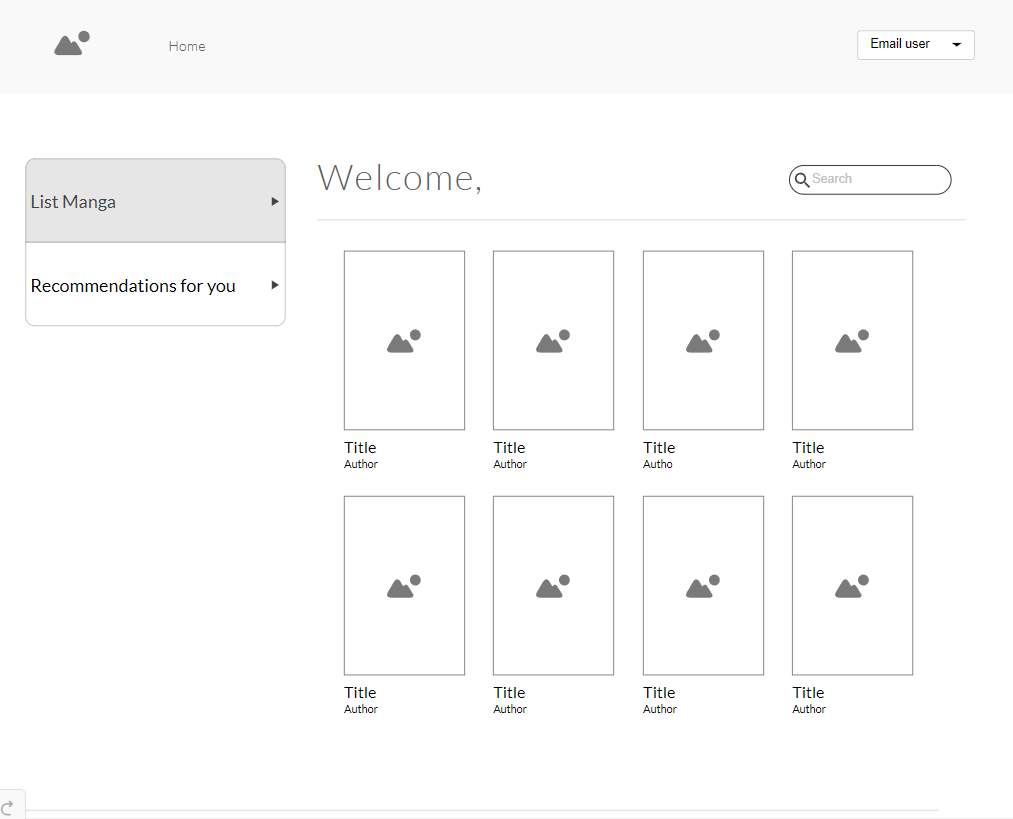 Home
Email user
List Manga
Recommendations for you
Welcome,
Search
Title Title Title Title
Author Author Autho Author
Title Title Title Title
Author Author Author Author